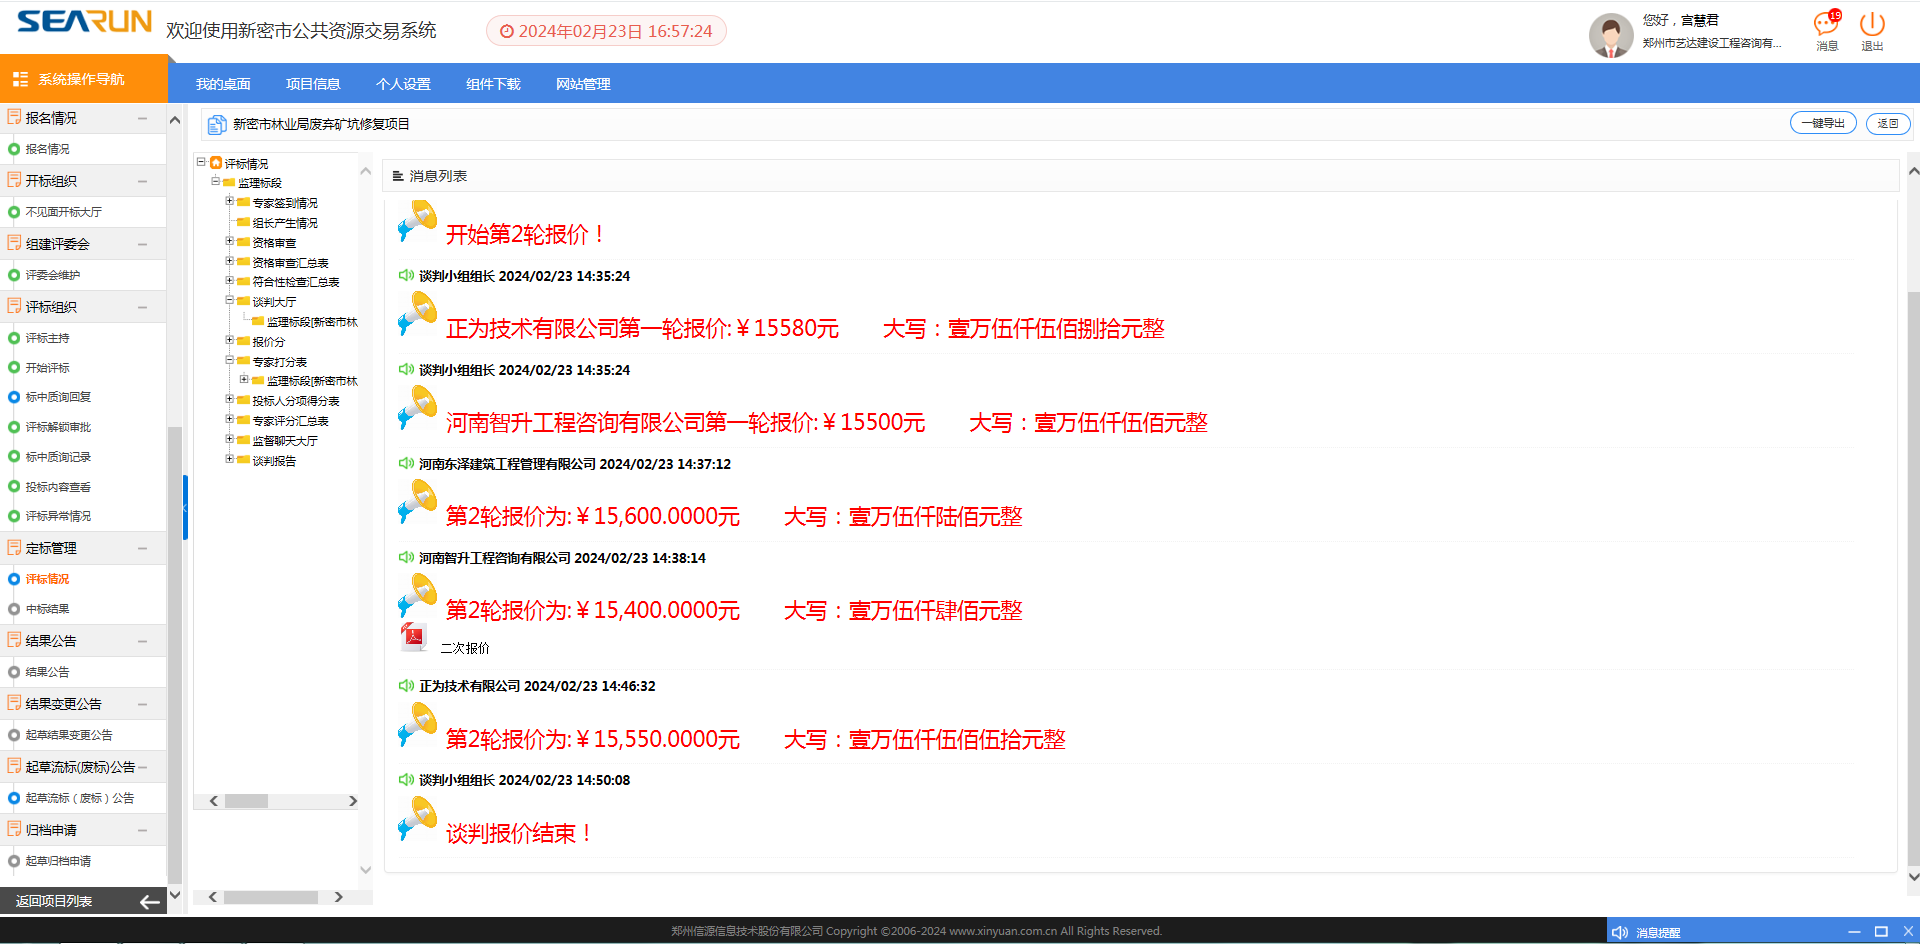 SEARUN
欢迎使用新密市公共资源交易系统
2024年02月23日 16:57:24
您好，宫慧君
郑州市艺达建设工程咨询有...
19
消息
退出
系统操作导航
我的桌面
项目信息
个人设置
组件下载
网站管理
报名情况
报名情况
开标组织
不见面开标大厅
组建评委会
评委会维护
评标组织
评标主持
开始评标
标中质询回复
评标解锁审批
标中质询记录
投标内容查看
评标异常情况
定标管理
评标情况
中标结果
结果公告
结果公告
结果变更公告
起草结果变更公告
起草流标(废标)公告
起草流标（废标）公告
归档申请
起草归档申请
返回项目列表
新密市林业局废弃矿坑修复项目
一键导出
返回
评标情况
监理标段
专家签到情况
组长产生情况
资格审查
资格审查汇总表
符合性检查汇总表
谈判大厅
监理标段[新密市林
报价分
专家打分表
监理标段[新密市林
投标人分项得分表
专家评分汇总表
监督聊天大厅
谈判报告
消息列表
开始第2轮报价！
谈判小组组长 2024/02/23 14:35:24
正为技术有限公司第一轮报价:￥15580元 大写：壹万伍仟伍佰捌拾元整
谈判小组组长 2024/02/23 14:35:24
河南智升工程咨询有限公司第一轮报价:￥15500元 大写：壹万伍仟伍佰元整
河南东泽建筑工程管理有限公司 2024/02/23 14:37:12
第2轮报价为:￥15,600.0000元 大写：壹万伍仟陆佰元整
河南智升工程咨询有限公司 2024/02/23 14:38:14
第2轮报价为:￥15,400.0000元 大写：壹万伍仟肆佰元整
二次报价
正为技术有限公司 2024/02/23 14:46:32
第2轮报价为:￥15,550.0000元 大写：壹万伍仟伍佰伍拾元整
谈判小组组长 2024/02/23 14:50:08
谈判报价结束！
郑州信源信息技术股份有限公司 Copyright ©2006-2024 www.xinyuan.com.cn All Rights Reserved.
消息提醒